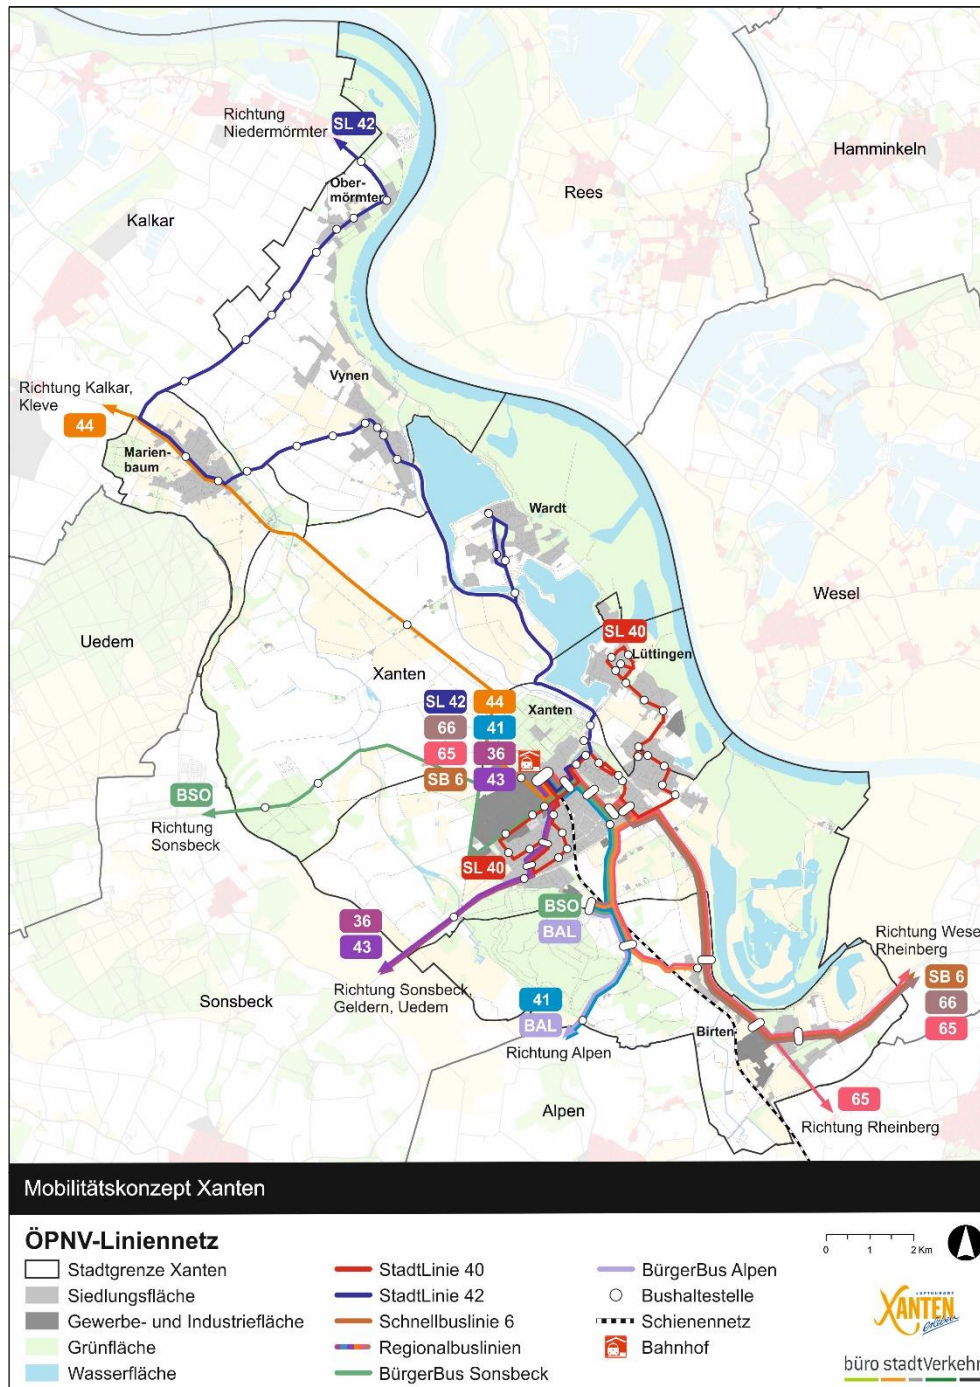 Richtung
Niedermörmter
SL 42
Hamminkeln
Ober-
mörmter
Rees
Kalkar
Vynen
Richtung Kalkar,
Kleve
44
Marien-
baum
Wardt
Wesel
SL 40
Lüttingen
Uedem
Xanten
SL 42
44
Xanten
66
41
65
36
SB 6
43
BSO
Richtung
Sonsbeck
SL 40
BSO
BAL
36
43
Richtung Wesel
Rheinberg
SB 6
66
65
Sonsbeck
Richtung Sonsbeck,
Geldern, Uedem
41
BAL
Birten
Richtung Alpen
65
Alpen
Richtung Rheinberg
Mobilitätskonzept Xanten
ÖPNV-Liniennetz
Stadtgrenze Xanten
Siedlungsfläche
Gewerbe- und Industriefläche
Grünfläche
Wasserfläche
StadtLinie 40
StadtLinie 42
Schnellbuslinie 6
Regionalbuslinien
BürgerBus Sonsbeck
BürgerBus Alpen
Bushaltestelle
Schienennetz
Bahnhof
0 1 2 Km
LUFTKURORT
XANTEN
erleben
büro stadtVerkehr